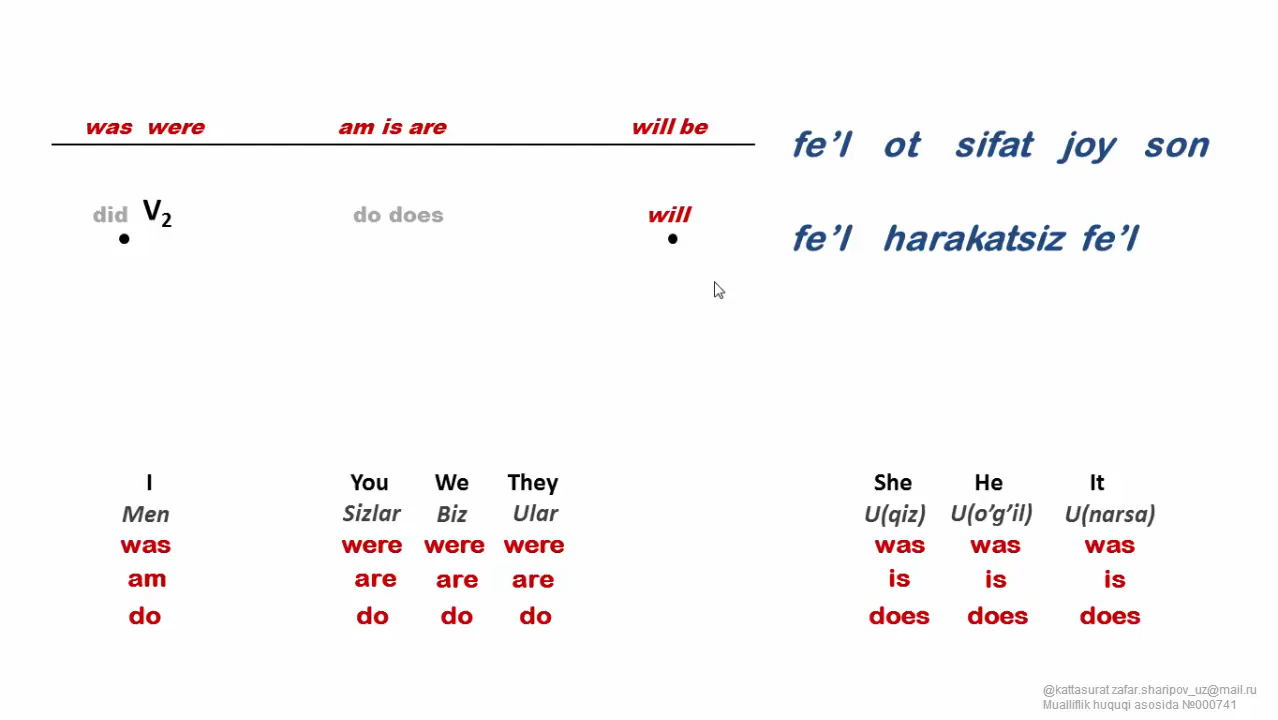 was were am is are will be
fe’l ot sifat joy son
did V2 do does will
fe’l harakatsiz fe’l
I You We They She He It
Men Sizlar Biz Ular U(qiz) U(o’g’il) U(narsa)
was were were were was was was
am are are are is is is
do do do do does does does
@kattasurat zafar.sharipov_uz@mail.ru
Mualliflik huquqi asosida №000741